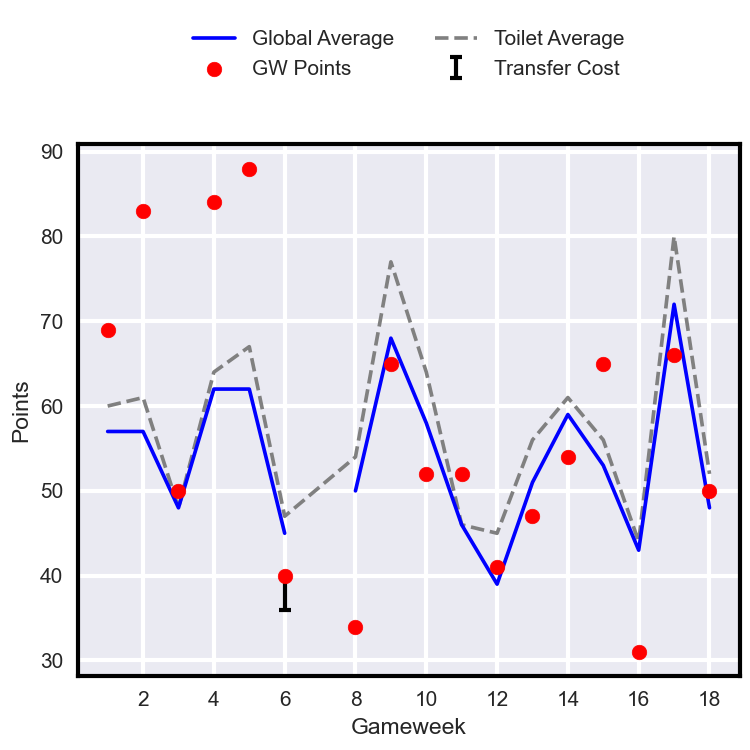 Global Average
Toilet Average
GW Points
Transfer Cost
90
80
70
60
50
40
30
Points
2 4 6 8 10 12 14 16 18
Gameweek